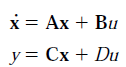 ẋ = Ax + Bu
y = Cx + Du